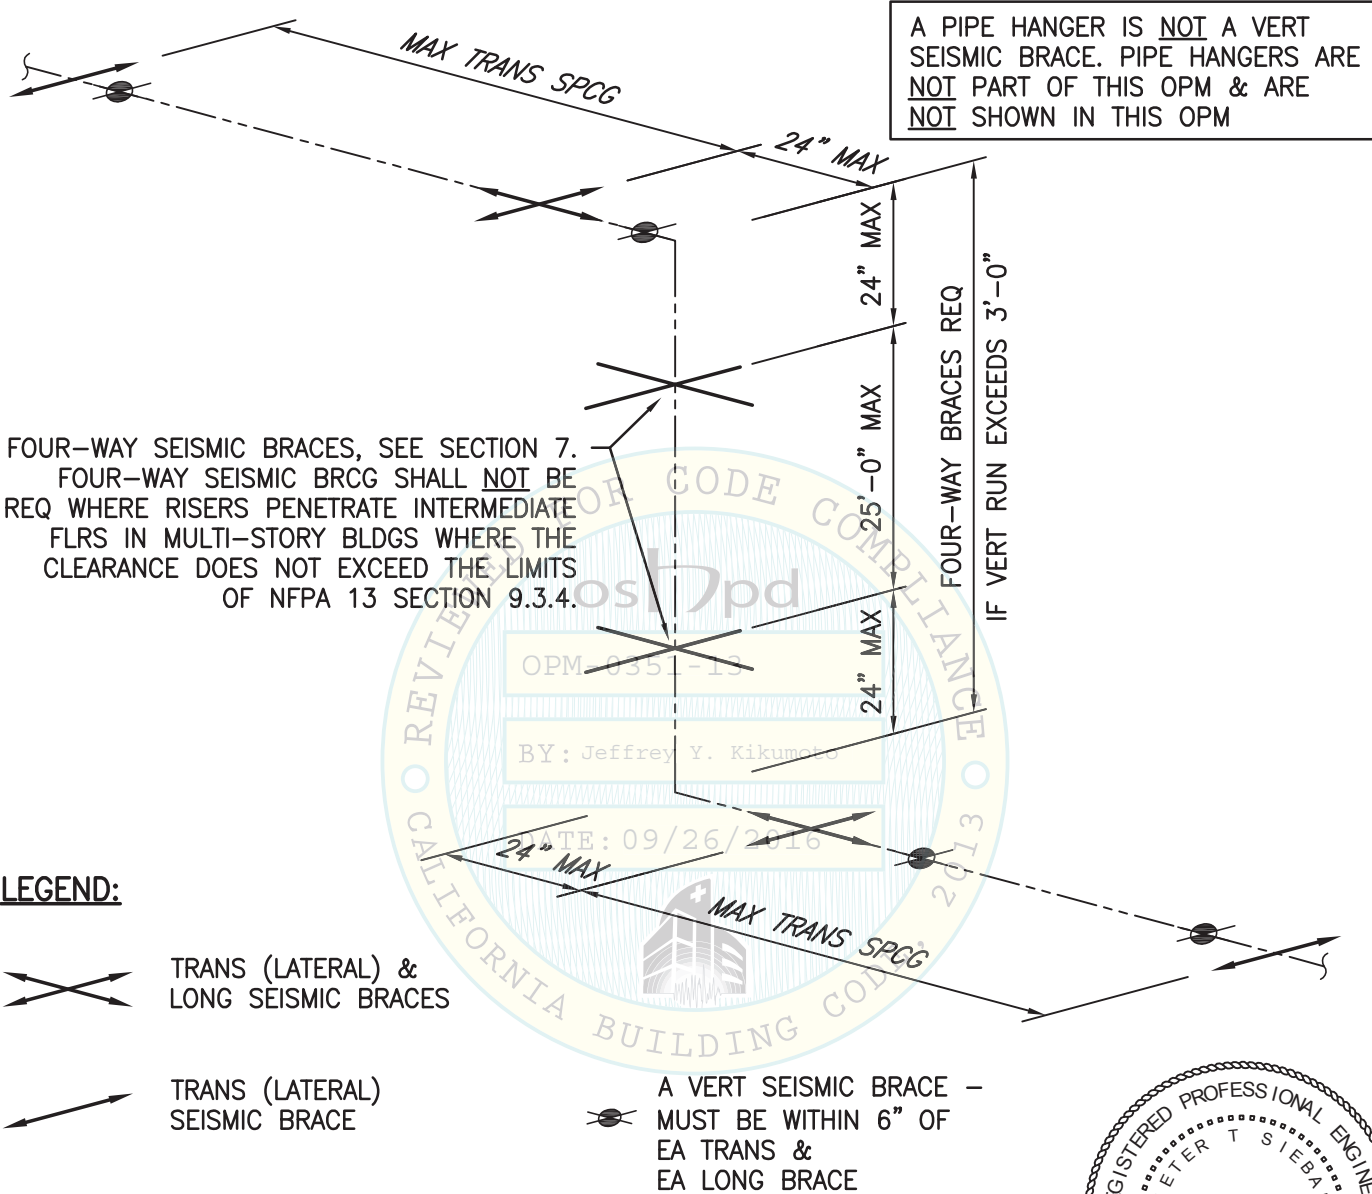 A PIPE HANGER IS NOT A VERT
SEISMIC BRACE. PIPE HANGERS ARE
NOT PART OF THIS OPM & ARE
NOT SHOWN IN THIS OPM
MAX TRANS SPCG
24" MAX
24" MAX
25'-0" MAX
24" MAX
FOUR-WAY BRACES REQ
IF VERT RUN EXCEEDS 3'-0"
FOUR-WAY SEISMIC BRACES, SEE SECTION 7.
FOUR-WAY SEISMIC BRCG SHALL NOT BE
REQ WHERE RISERS PENETRATE INTERMEDIATE
FLRS IN MULTI-STORY BLDGS WHERE THE
CLEARANCE DOES NOT EXCEED THE LIMITS
OF NFPA 13 SECTION 9.3.4.
REVIEWED FOR CODE COMPLIANCE
oshpd
OPM-0351-13
BY: Jeffrey Y. Kikumoto
DATE: 09/26/2016
CALIFORNIA BUILDING CODE, 2013
24" MAX
MAX TRANS SPCG
LEGEND:
TRANS (LATERAL) &
LONG SEISMIC BRACES
TRANS (LATERAL)
SEISMIC BRACE
A VERT SEISMIC BRACE -
MUST BE WITHIN 6" OF
EA TRANS &
EA LONG BRACE
PROFESSIONAL
T